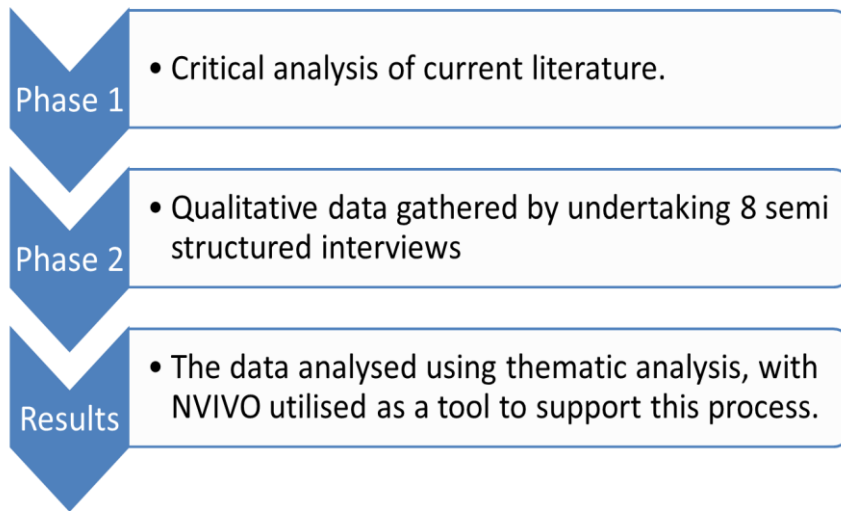 Phase 1
• Critical analysis of current literature.
Phase 2
• Qualitative data gathered by undertaking 8 semi
structured interviews
Results
• The data analysed using thematic analysis, with
NVIVO utilised as a tool to support this process.